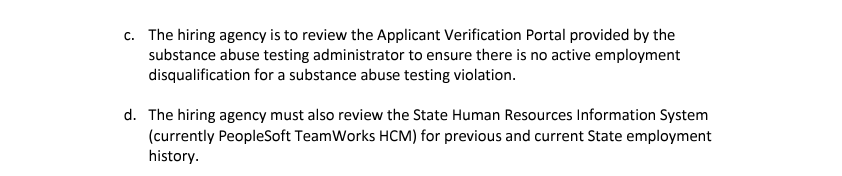 c. The hiring agency is to review the Applicant Verification Portal provided by the
substance abuse testing administrator to ensure there is no active employment
disqualification for a substance abuse testing violation.
d. The hiring agency must also review the State Human Resources Information System
(currently PeopleSoft TeamWorks HCM) for previous and current State employment
history.